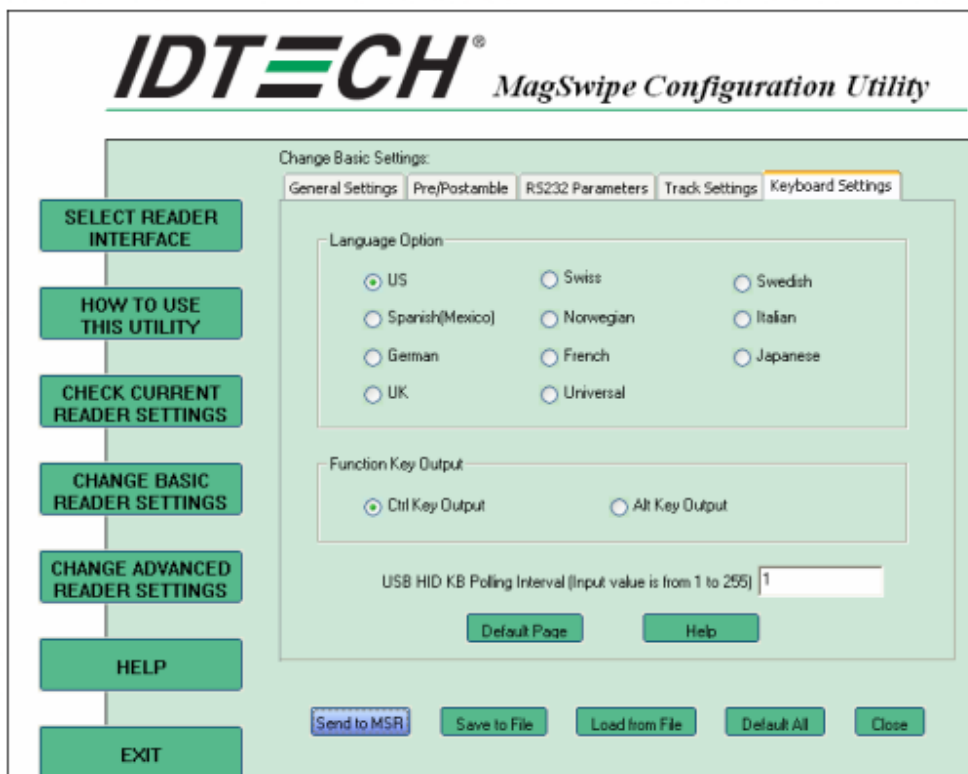 IDTECH®
MagSwipe Configuration Utility
Change Basic Settings:
General Settings
Pre/Postamble
RS232 Parameters
Track Settings
Keyboard Settings
SELECT READER
INTERFACE
HOW TO USE
THIS UTILITY
CHECK CURRENT
READER SETTINGS
CHANGE BASIC
READER SETTINGS
CHANGE ADVANCED
READER SETTINGS
HELP
EXIT
Language Option
US
Swiss
Swedish
Spanish(Mexico)
Norwegian
Italian
German
French
Japanese
UK
Universal
Function Key Output
Ctrl Key Output
Alt Key Output
USB HID KB Polling Interval (Input value is from 1 to 255)
1
Default Page
Help
Send to MSR
Save to File
Load from File
Default All
Close